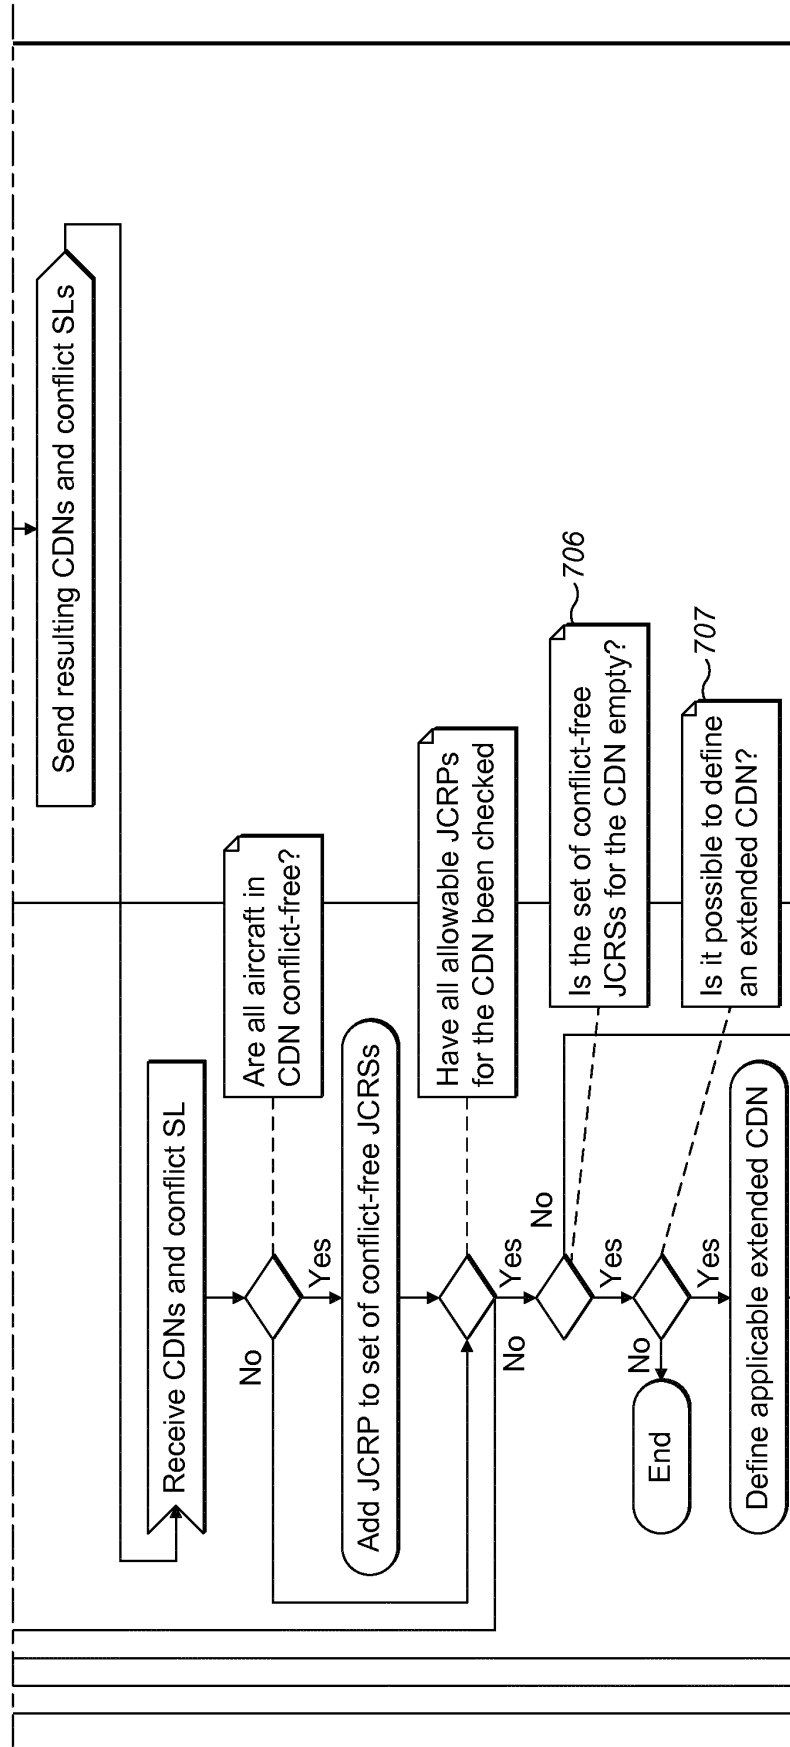 Send resulting CDNs and conflict SLs
Receive CDNs and conflict SL
Are all aircraft in
CDN conflict-free?
No
Yes
Add JCRP to set of conflict-free JCRSs
Have all allowable JCRPs
for the CDN been checked
No
Yes
706
Is the set of conflict-free
JCRSs for the CDN empty?
No
Yes
707
Is it possible to define
an extended CDN?
No
Yes
End
Define applicable extended CDN